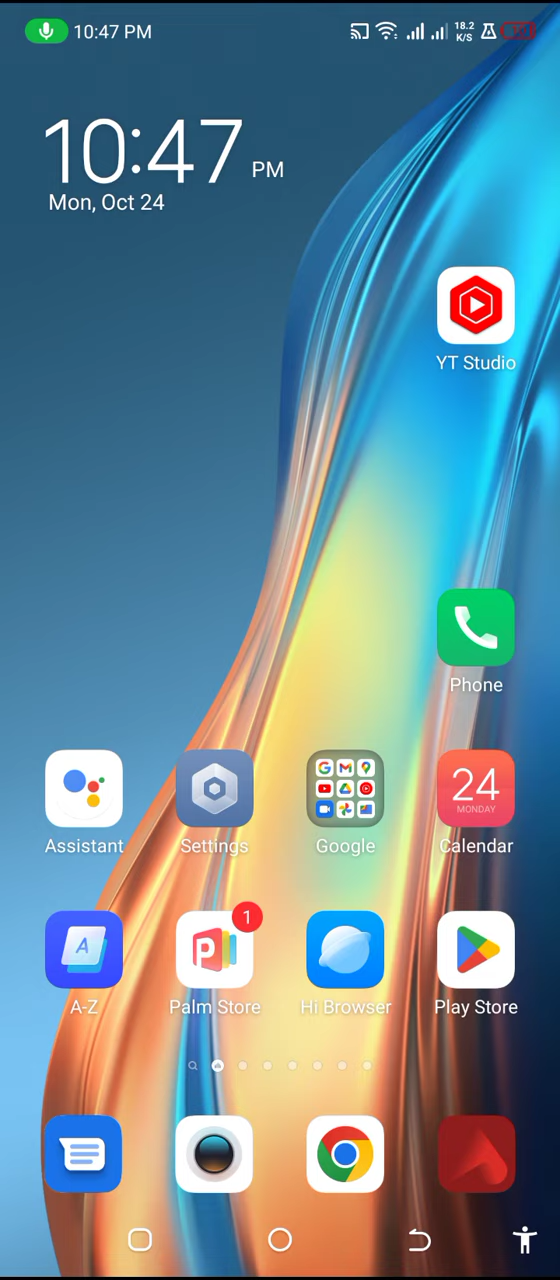 10:47 PM
18.2
K/S
10:47 PM
Mon, Oct 24
YT Studio
Phone
24
MONDAY
Assistant
Settings
Google
Calendar
A
1
A-Z
Palm Store
Hi Browser
Play Store